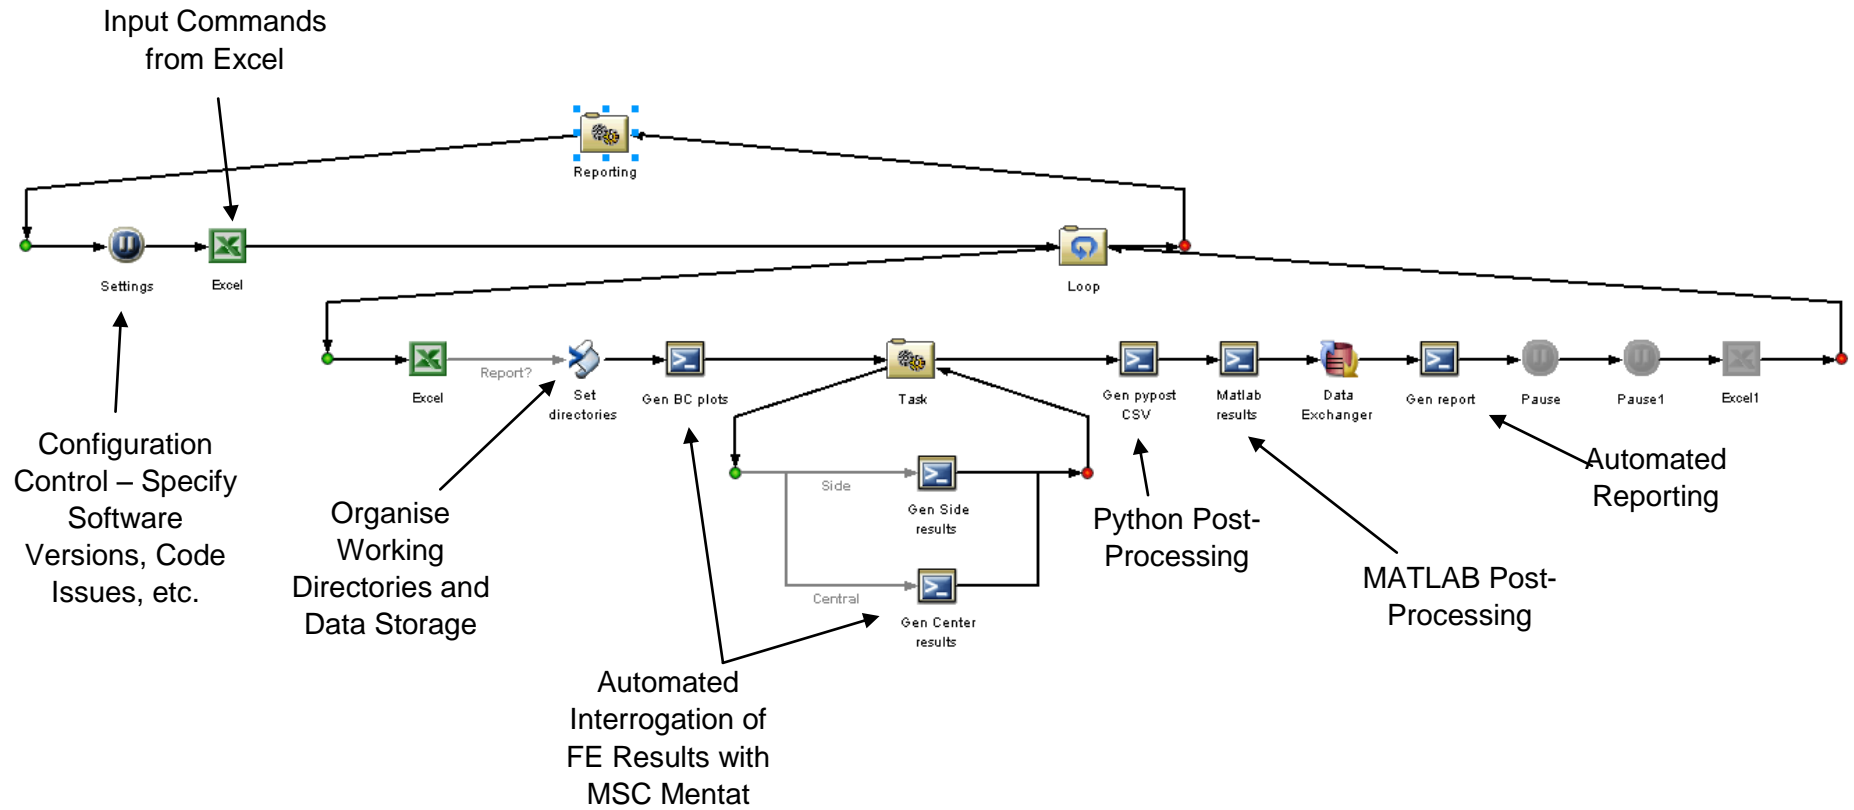 Input Commands
from Excel
Reporting
Settings
Excel
Loop
Excel
Report?
Set
directories
Gen BC plots
Task
Gen pypost
CSV
Matlab
results
Data
Exchanger
Gen report
Pause
Pause1
Excel1
Configuration
Control – Specify
Software
Versions, Code
Issues, etc.
Organise
Working
Directories and
Data Storage
Side
Gen Side
results
Central
Gen Center
results
Python Post-
Processing
MATLAB Post-
Processing
Automated
Reporting
Automated
Interrogation of
FE Results with
MSC Mentat